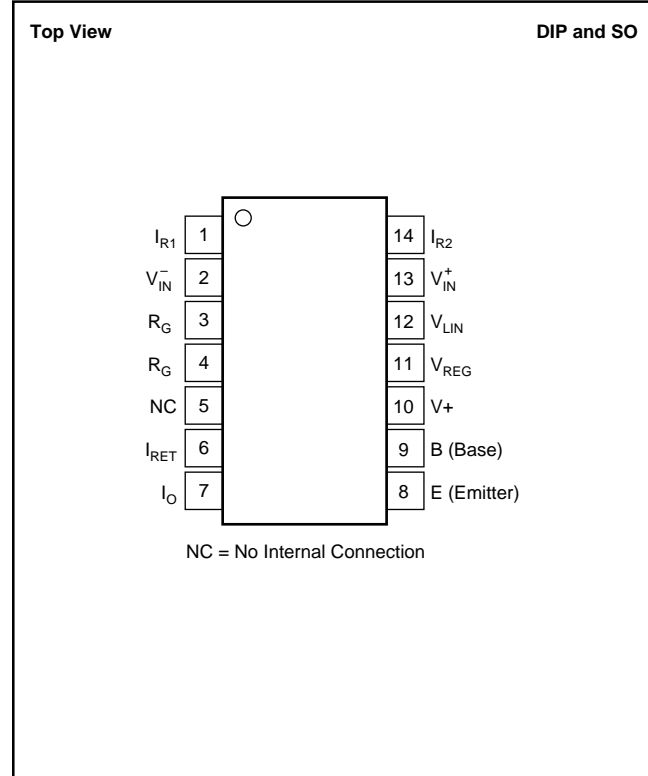 Top View DIP and SO
I_R1 1 14 I_R2
V_IN^– 2 13 V_IN^+
R_G 3 12 V_LIN
R_G 4 11 V_REG
NC 5 10 V+
I_RET 6 9 B (Base)
I_O 7 8 E (Emitter)
NC = No Internal Connection